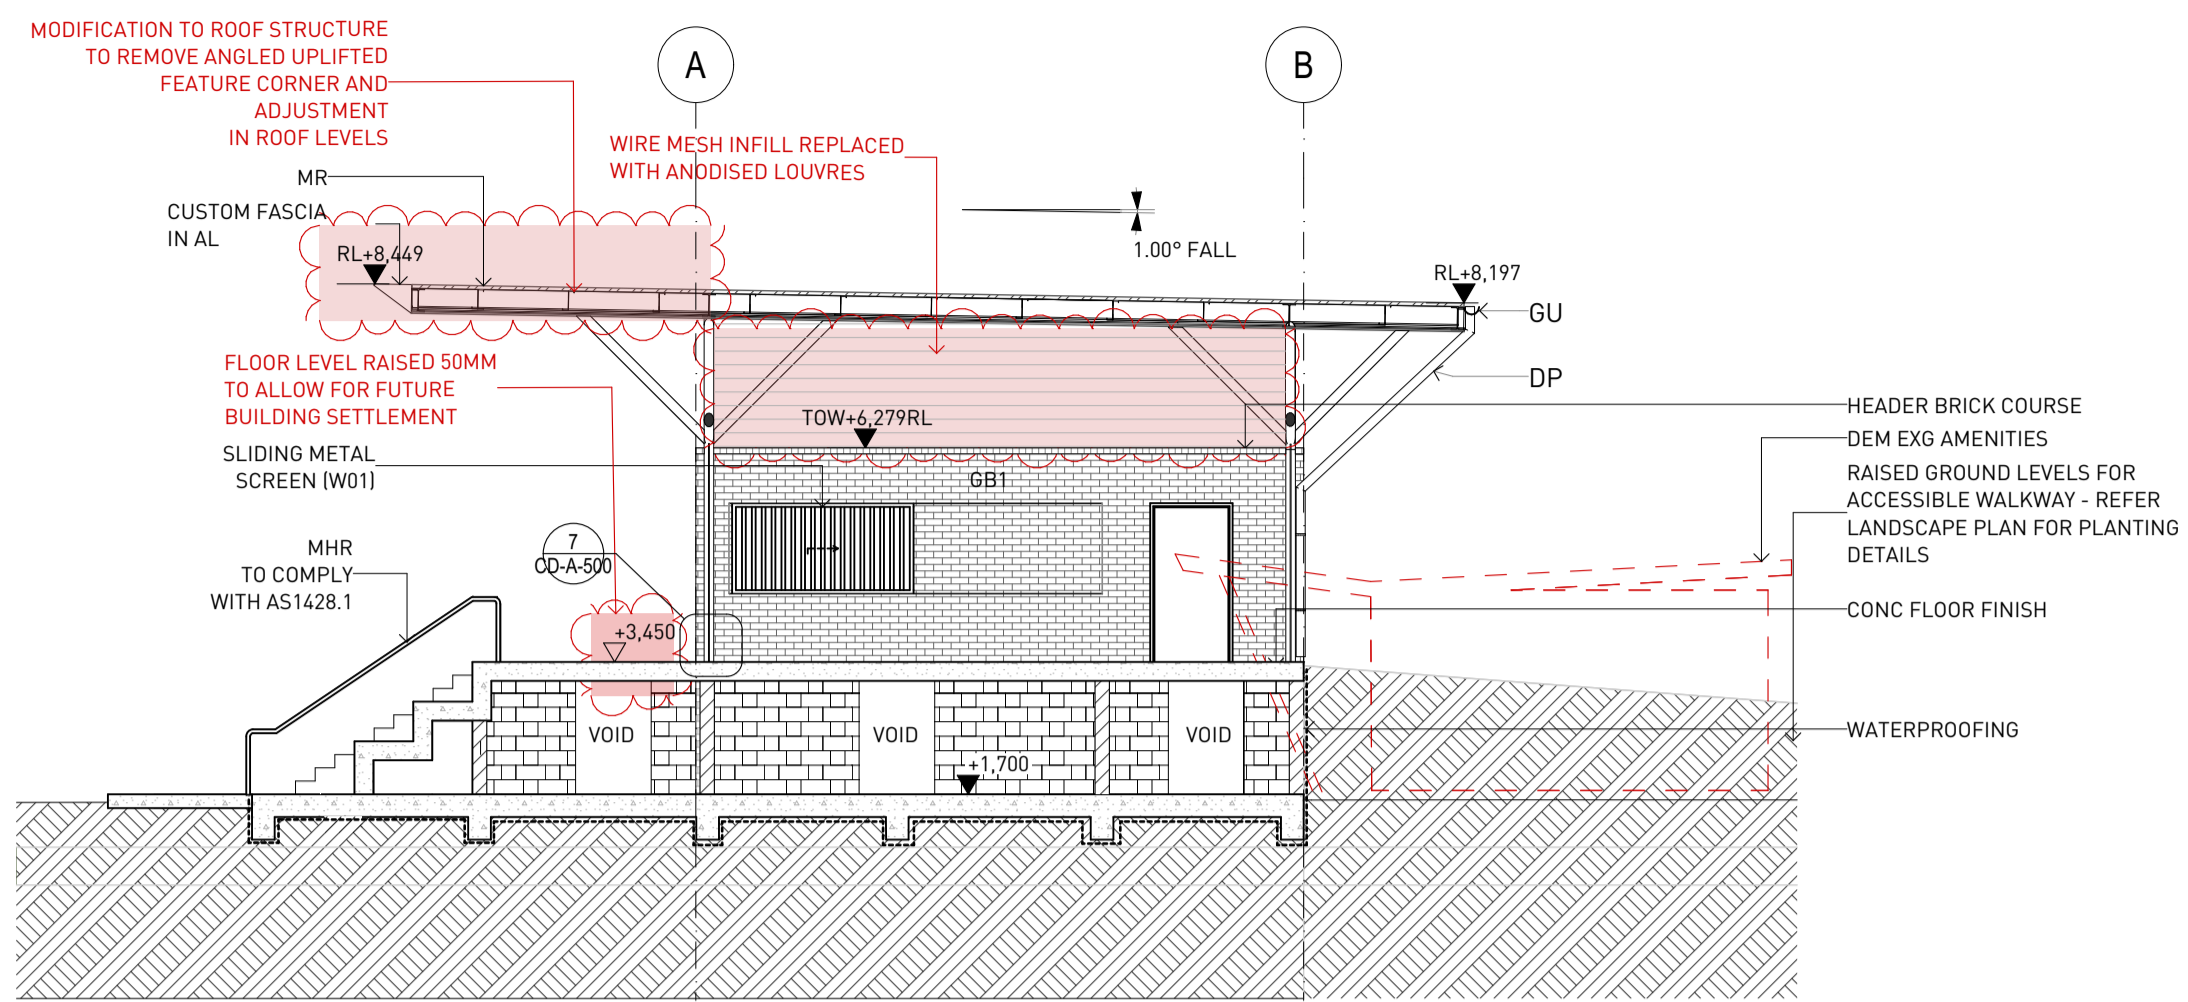 MODIFICATION TO ROOF STRUCTURE
TO REMOVE ANGLED UPLIFTED
FEATURE CORNER AND
ADJUSTMENT
IN ROOF LEVELS
A
B
WIRE MESH INFILL REPLACED
WITH ANODISED LOUVRES
MR
CUSTOM FASCIA
IN AL
RL+8,449
1.00° FALL
RL+8,197
GU
DP
FLOOR LEVEL RAISED 50MM
TO ALLOW FOR FUTURE
BUILDING SETTLEMENT
TOW+6,279RL
HEADER BRICK COURSE
DEM EXG AMENITIES
RAISED GROUND LEVELS FOR
ACCESSIBLE WALKWAY - REFER
LANDSCAPE PLAN FOR PLANTING
DETAILS
SLIDING METAL
SCREEN (W01)
GB1
7
CD-A-500
MHR
TO COMPLY
WITH AS1428.1
+3,450
CONC FLOOR FINISH
VOID
VOID
VOID
WATERPROOFING
+1,700